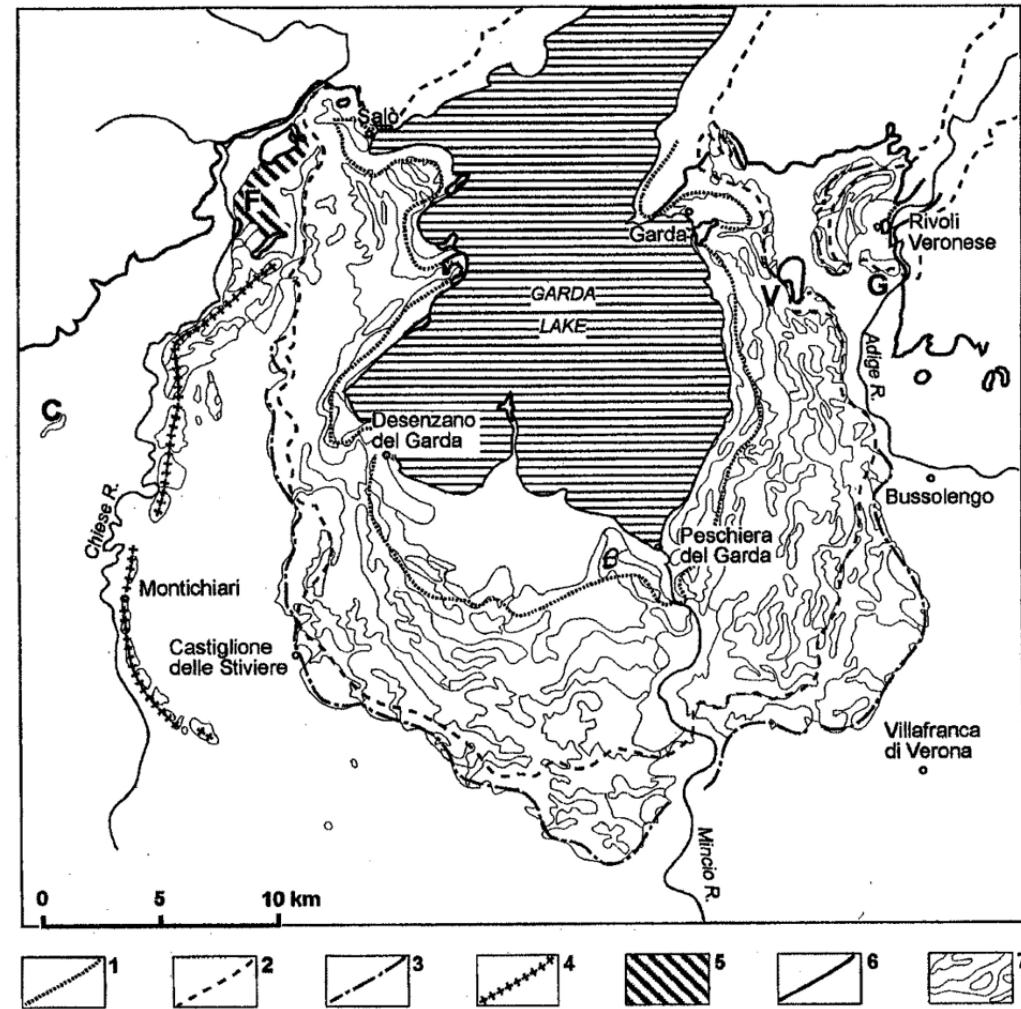 Salò
F
Garda
Rivoli
Veronese
V
G
GARDA
LAKE
Adige R.
C
Desenzano
del Garda
Bussolengo
Chiese R.
Peschiera
del Garda
B
Montichiari
Castiglione
delle Stiviere
Villafranca
di Verona
Mincio R.
0 5 10 km
1 2 3 4 5 6 7